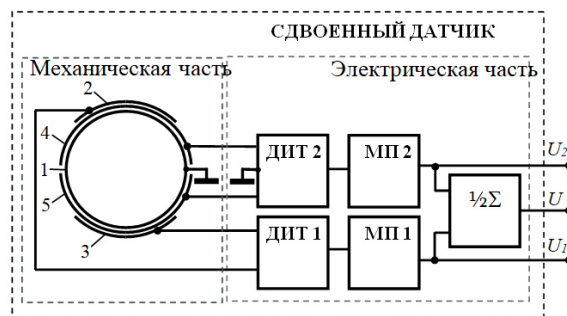 СДВОЕННЫЙ ДАТЧИК
Механическая часть
Электрическая часть
2
4
1
5
3
ДИТ 2
МП 2
ДИТ 1
МП 1
½Σ
U2
U
U1